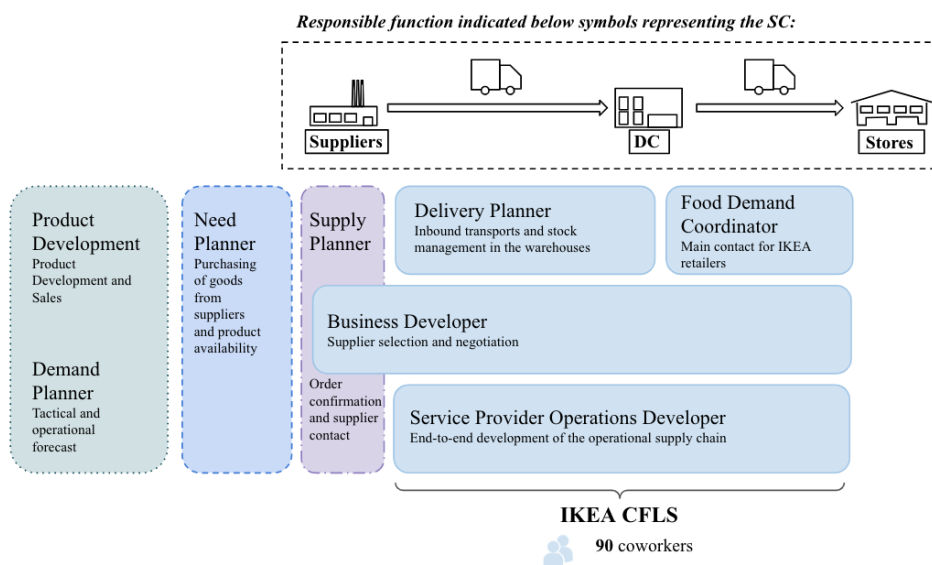 Responsible function indicated below symbols representing the SC:
Suppliers
DC
Stores
Product
Development
Product
Development and
Sales
Demand
Planner
Tactical and
operational
forecast
Need
Planner
Purchasing
of goods
from
suppliers
and product
availability
Supply
Planner
Order
confirmation
and supplier
contact
Delivery Planner
Inbound transports and stock
management in the warehouses
Food Demand
Coordinator
Main contact for IKEA
retailers
Business Developer
Supplier selection and negotiation
Service Provider Operations Developer
End-to-end development of the operational supply chain
IKEA CFLS
90 coworkers